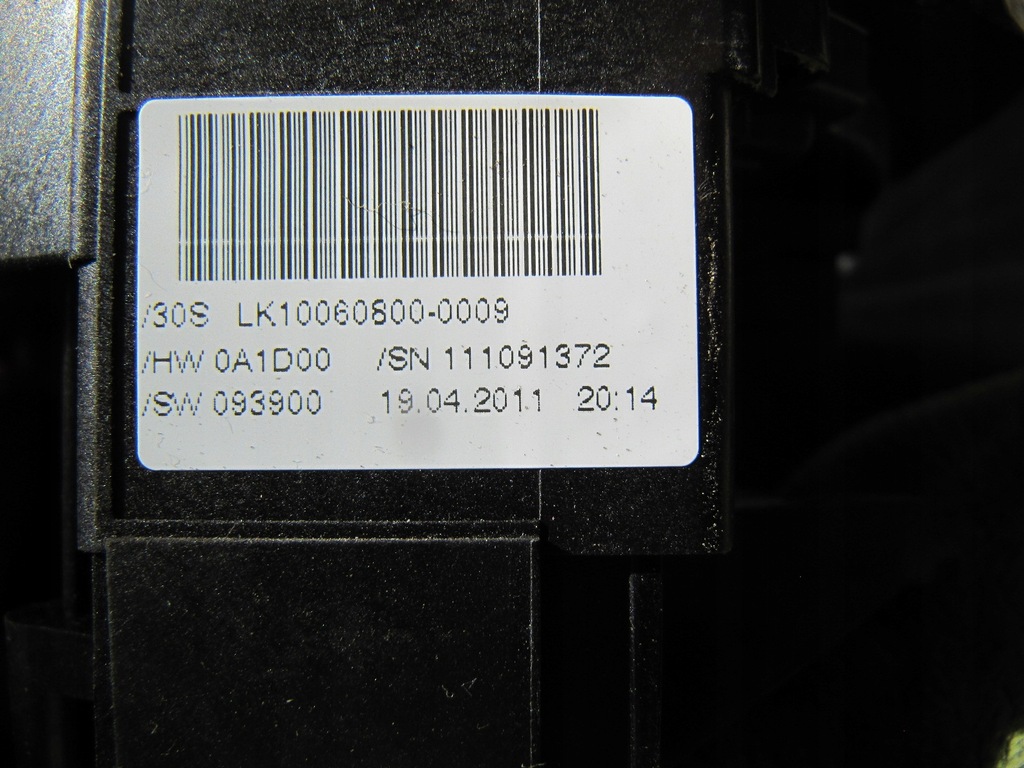 /30S LK10060800-0009
/HW 0A1D00 /SN 111091372
/SW 093900 19.04.2011 20:14